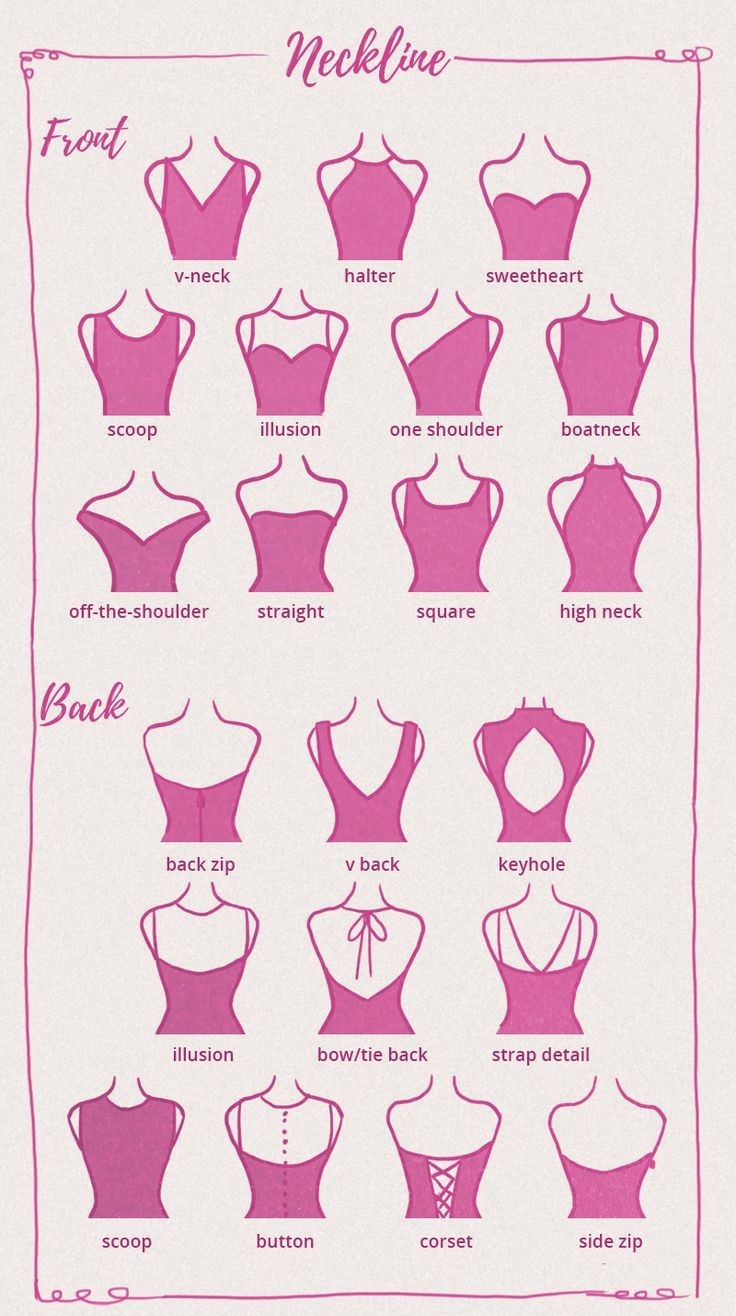 Neckline
Front
v-neck
halter
sweetheart
scoop
illusion
one shoulder
boatneck
off-the-shoulder
straight
square
high neck
Back
back zip
v back
keyhole
illusion
bow/tie back
strap detail
scoop
button
corset
side zip